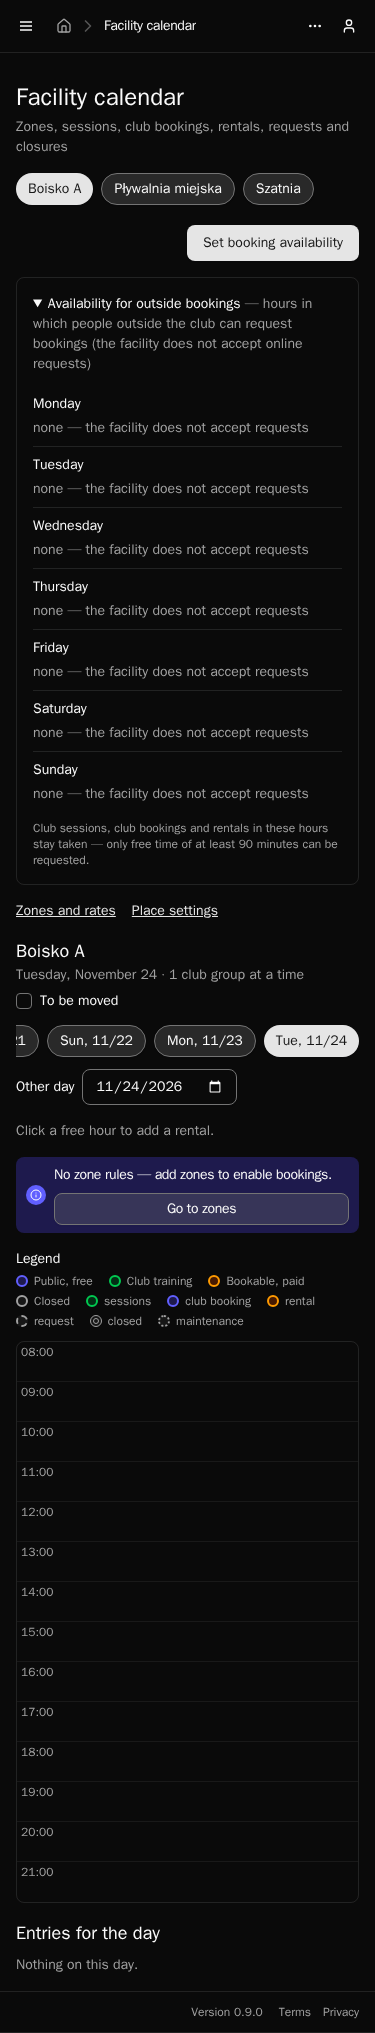 Facility calendar
Facility calendar
Zones, sessions, club bookings, rentals, requests and
closures
Boisko A
Pływalnia miejska
Szatnia
Set booking availability
▼ Availability for outside bookings — hours in
which people outside the club can request
bookings (the facility does not accept online
requests)
Monday
none — the facility does not accept requests
Tuesday
none — the facility does not accept requests
Wednesday
none — the facility does not accept requests
Thursday
none — the facility does not accept requests
Friday
none — the facility does not accept requests
Saturday
none — the facility does not accept requests
Sunday
none — the facility does not accept requests
Club sessions, club bookings and rentals in these hours
stay taken — only free time of at least 90 minutes can be
requested.
Zones and rates Place settings
Boisko A
Tuesday, November 24 · 1 club group at a time
To be moved
21 Sun, 11/22 Mon, 11/23 Tue, 11/24
Other day 11/24/2026
Click a free hour to add a rental.
No zone rules — add zones to enable bookings.
Go to zones
Legend
Public, free Club training Bookable, paid
Closed sessions club booking rental
request closed maintenance
08:00
09:00
10:00
11:00
12:00
13:00
14:00
15:00
16:00
17:00
18:00
19:00
20:00
21:00
Entries for the day
Nothing on this day.
Version 0.9.0 Terms Privacy